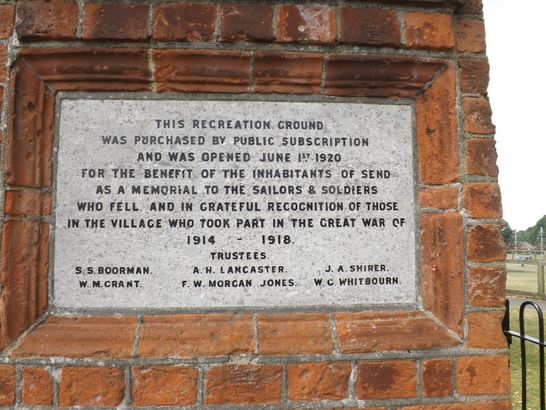 THIS RECREATION GROUND
WAS PURCHASED BY PUBLIC SUBSCRIPTION
AND WAS OPENED JUNE 1ST 1920
FOR THE BENEFIT OF THE INHABITANTS OF SEND
AS A MEMORIAL TO THE SAILORS & SOLDIERS
WHO FELL, AND IN GRATEFUL RECOGNITION OF THOSE
IN THE VILLAGE WHO TOOK PART IN THE GREAT WAR OF
1914 - 1918.
TRUSTEES.
S. S. BOORMAN. A. H. LANCASTER. J. A. SHIRER.
W. M. GRANT. F. W. MORGAN JONES. W. G. WHITBOURN.